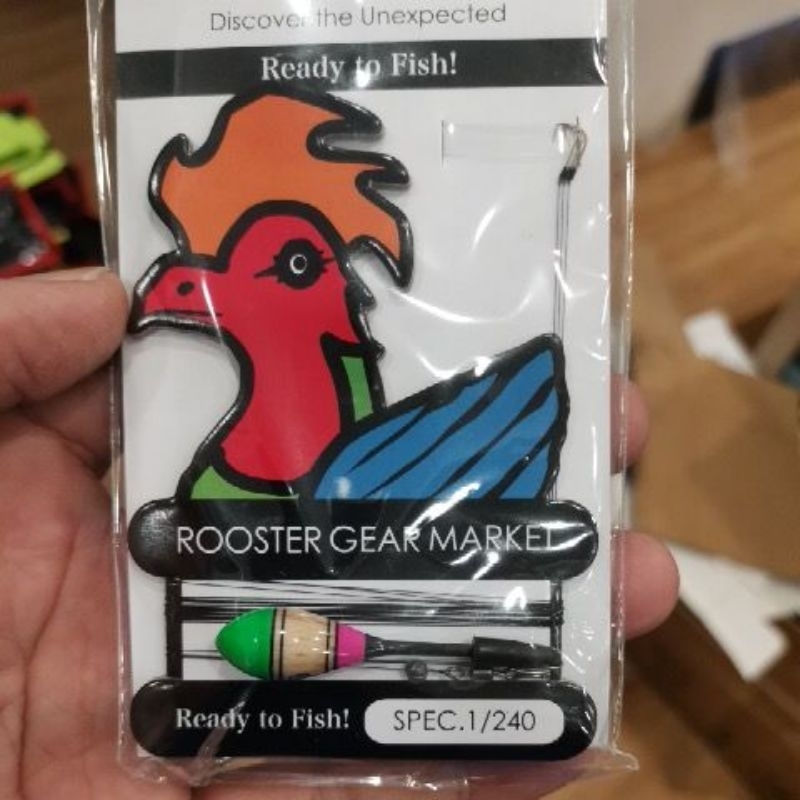 Discover the Unexpected
Ready to Fish!
ROOSTER GEAR MARKET
Ready to Fish!
SPEC.1/240